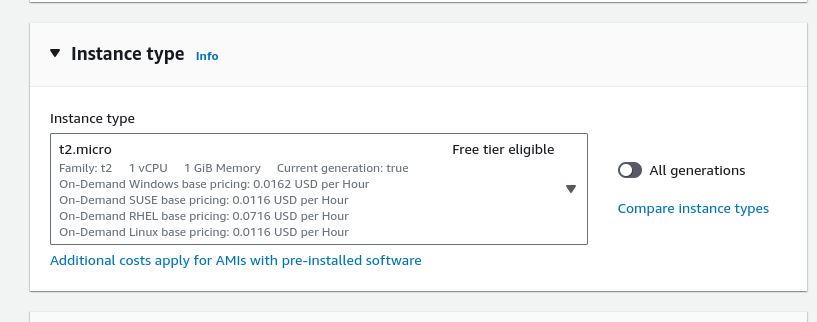 Instance type Info
Instance type
t2.micro Free tier eligible
Family: t2 1 vCPU 1 GiB Memory Current generation: true
On-Demand Windows base pricing: 0.0162 USD per Hour
On-Demand SUSE base pricing: 0.0116 USD per Hour
On-Demand RHEL base pricing: 0.0716 USD per Hour
On-Demand Linux base pricing: 0.0116 USD per Hour
All generations
Compare instance types
Additional costs apply for AMIs with pre-installed software